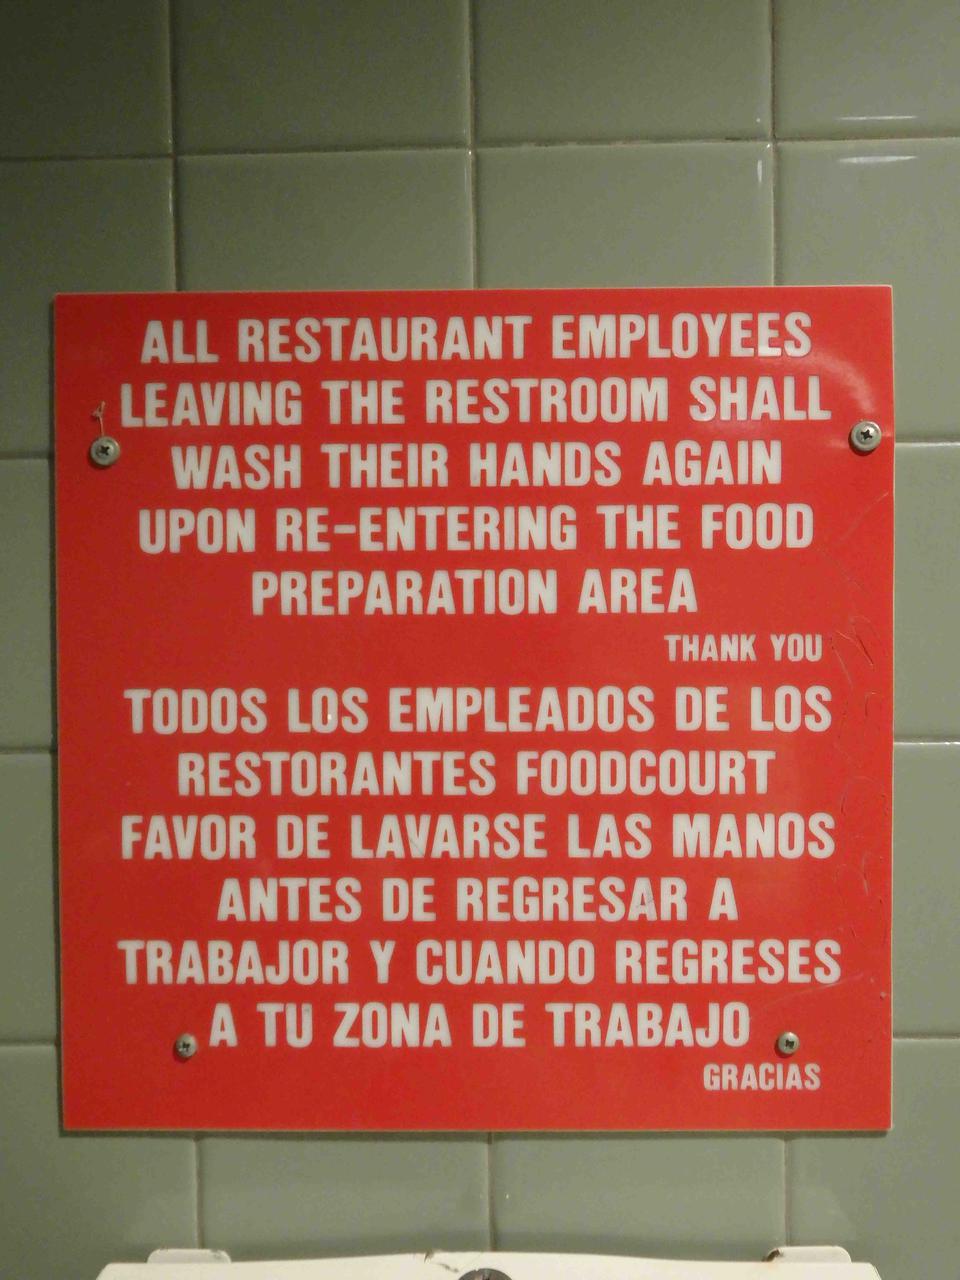 ALL RESTAURANT EMPLOYEES
LEAVING THE RESTROOM SHALL
WASH THEIR HANDS AGAIN
UPON RE-ENTERING THE FOOD
PREPARATION AREA
THANK YOU
TODOS LOS EMPLEADOS DE LOS
RESTORANTES FOODCOURT
FAVOR DE LAVARSE LAS MANOS
ANTES DE REGRESAR A
TRABAJOR Y CUANDO REGRESES
A TU ZONA DE TRABAJO
GRACIAS